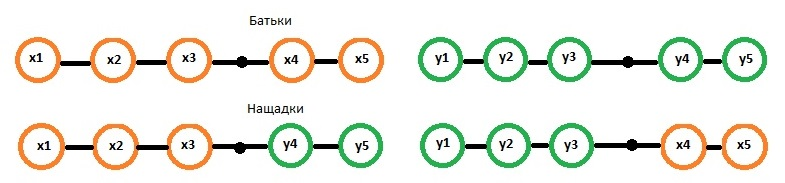 Батьки
x1 x2 x3 x4 x5 y1 y2 y3 y4 y5
Нащадки
x1 x2 x3 y4 y5 y1 y2 y3 x4 x5